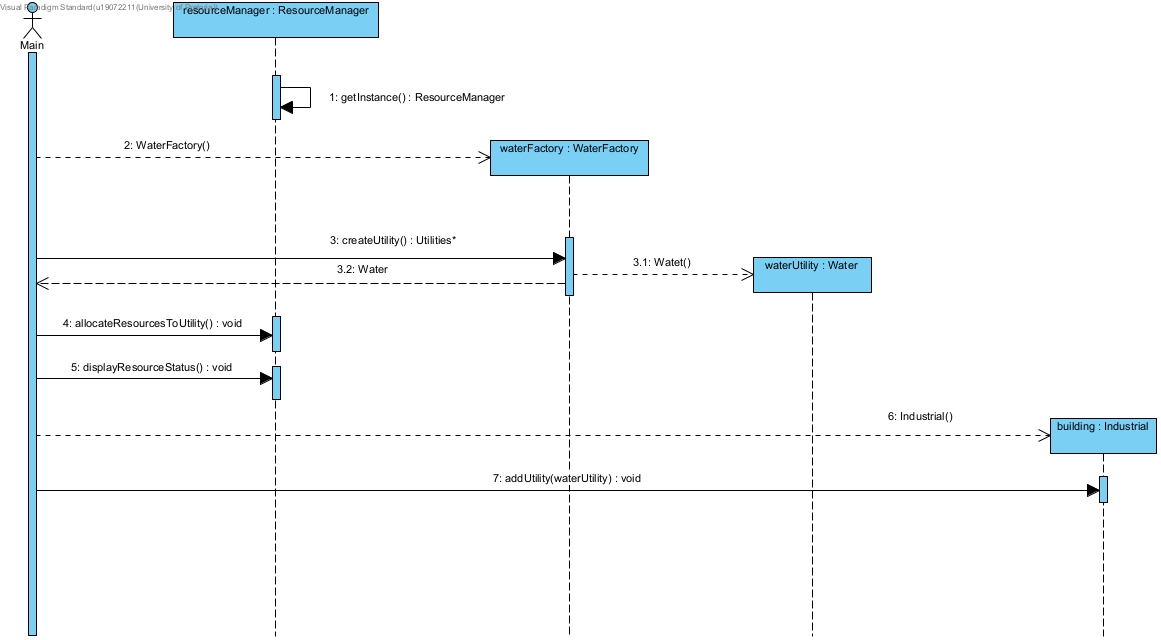 Visual Paradigm Standard(u19072211(University of
resourceManager : ResourceManager
Main
1: getInstance() : ResourceManager
2: WaterFactory()
waterFactory : WaterFactory
3: createUtility() : Utilities*
3.1: Watet()
waterUtility : Water
3.2: Water
4: allocateResourcesToUtility() : void
5: displayResourceStatus() : void
6: Industrial()
building : Industrial
7: addUtility(waterUtility) : void